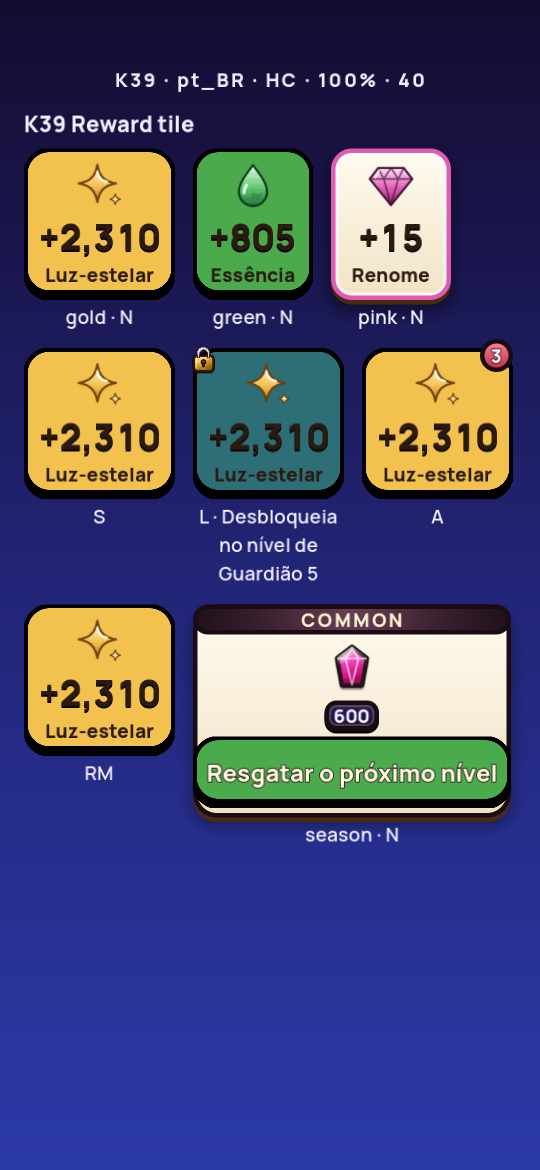 K39 · pt_BR · HC · 100% · 40
K39 Reward tile
+2,310
Luz-estelar
gold · N
+805
Essência
green · N
+15
Renome
pink · N
+2,310
Luz-estelar
S
+2,310
Luz-estelar
L · Desbloqueia
no nível de
Guardião 5
3
+2,310
Luz-estelar
A
+2,310
Luz-estelar
RM
COMMON
600
Resgatar o próximo nível
season · N